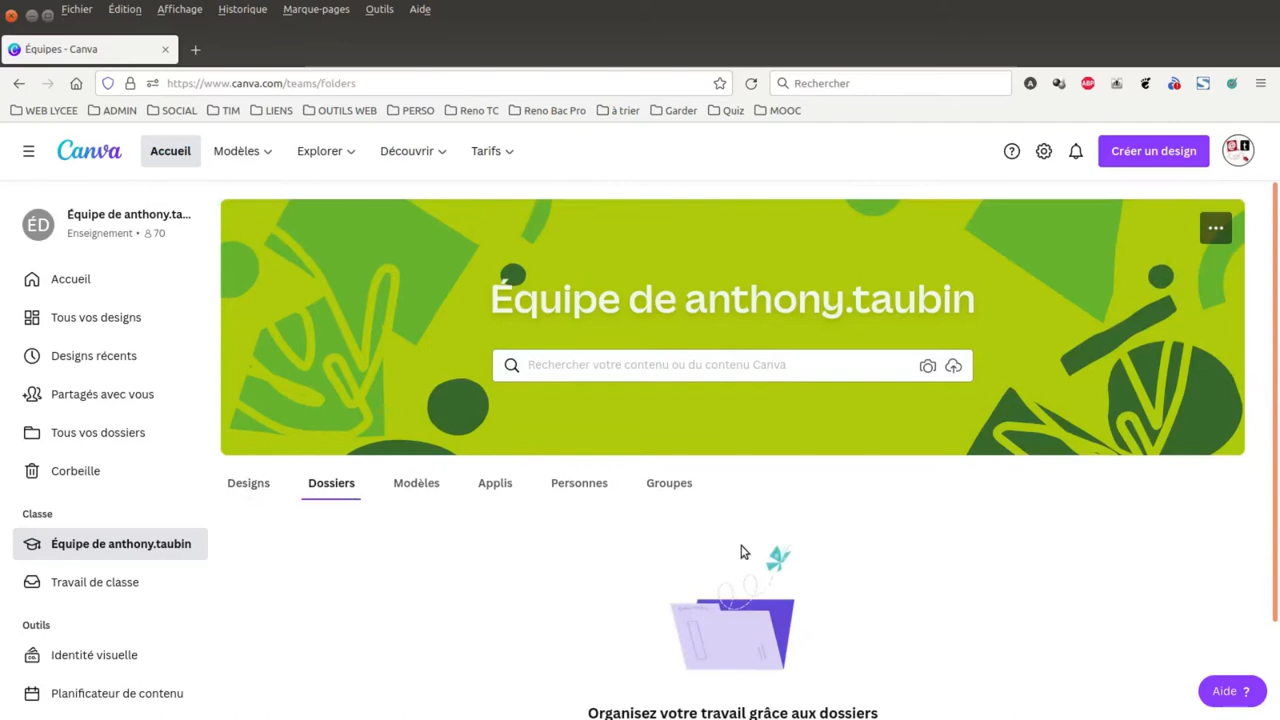 Fichier Édition Affichage Historique Marque-pages Outils Aide
Équipes - Canva
https://www.canva.com/teams/folders
Rechercher
WEB LYCEE ADMIN SOCIAL TIM LIENS OUTILS WEB PERSO Reno TC Reno Bac Pro à trier Garder Quiz MOOC
Canva Accueil Modèles Explorer Découvrir Tarifs Créer un design
ÉD
Équipe de anthony.ta...
Enseignement • 70
Accueil
Tous vos designs
Designs récents
Partagés avec vous
Tous vos dossiers
Corbeille
Classe
Équipe de anthony.taubin
Travail de classe
Outils
Identité visuelle
Planificateur de contenu
Équipe de anthony.taubin
Rechercher votre contenu ou du contenu Canva
Designs Dossiers Modèles Applis Personnes Groupes
Organisez votre travail grâce aux dossiers
Aide ?